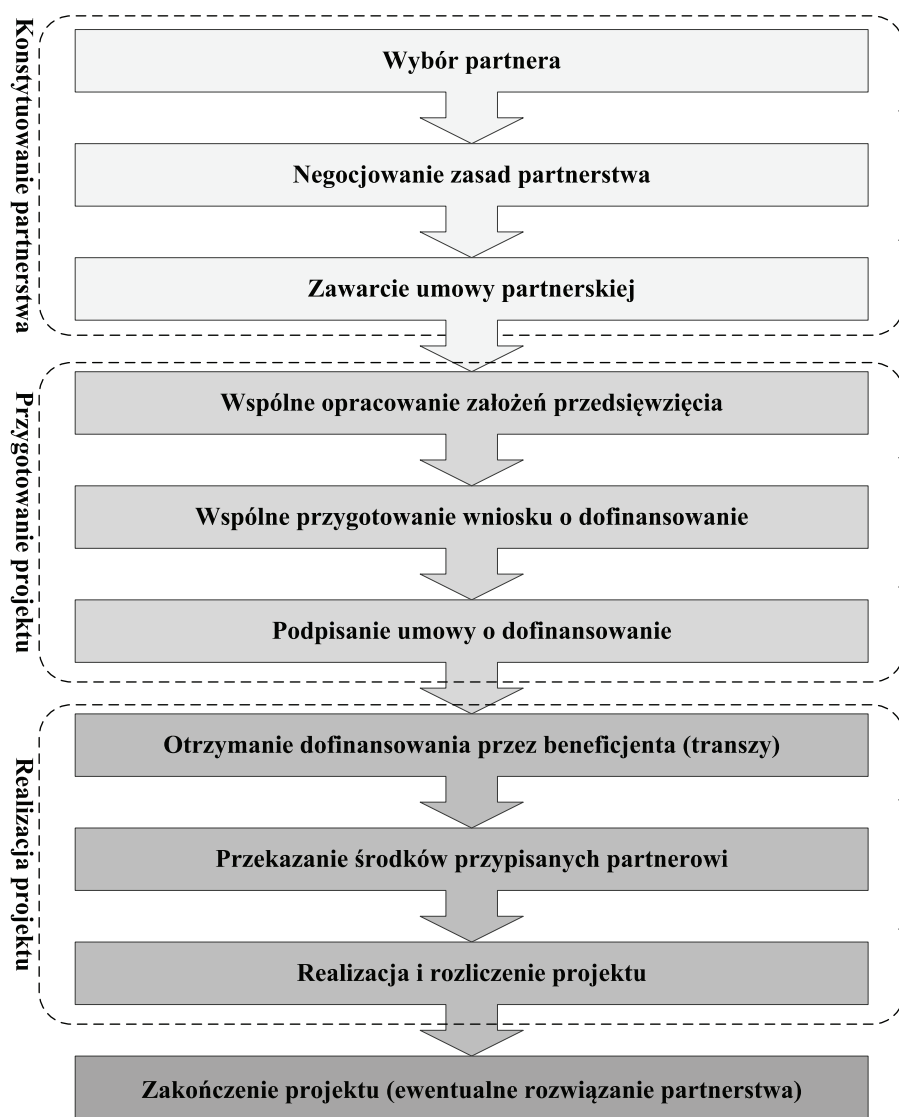 Konstytuowanie partnerstwa
Wybór partnera
Negocjowanie zasad partnerstwa
Zawarcie umowy partnerskiej
Przygotowanie projektu
Wspólne opracowanie założeń przedsięwzięcia
Wspólne przygotowanie wniosku o dofinansowanie
Podpisanie umowy o dofinansowanie
Realizacja projektu
Otrzymanie dofinansowania przez beneficjenta (transzy)
Przekazanie środków przypisanych partnerowi
Realizacja i rozliczenie projektu
Zakończenie projektu (ewentualne rozwiązanie partnerstwa)